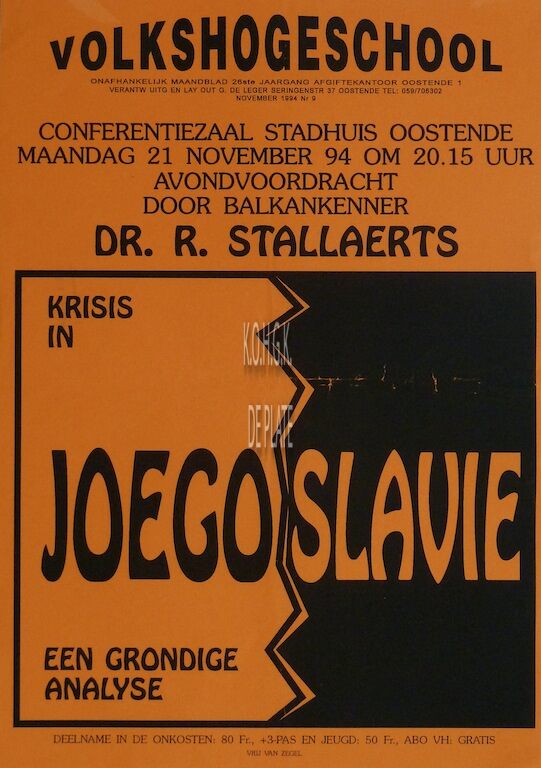 VOLKSHOGESCHOOL
ONAFHANKELIJK MAANDBLAD 26ste JAARGANG AFGIFTEKANTOOR OOSTENDE 1
VERANTW UITG EN LAY OUT G. DE LEGER SERINGENSTR 37 OOSTENDE TEL: 059/706302
NOVEMBER 1994 Nr 9
CONFERENTIEZAAL STADHUIS OOSTENDE
MAANDAG 21 NOVEMBER 94 OM 20.15 UUR
AVONDVOORDRACHT
DOOR BALKANKENNER
DR. R. STALLAERTS
KRISIS
IN
K.O.H.G.K.
DE PLATE
JOEGOSLAVIE
EEN GRONDIGE
ANALYSE
DEELNAME IN DE ONKOSTEN: 80 Fr., +3-PAS EN JEUGD: 50 Fr., ABO VH: GRATIS
VRIJ VAN ZEGEL